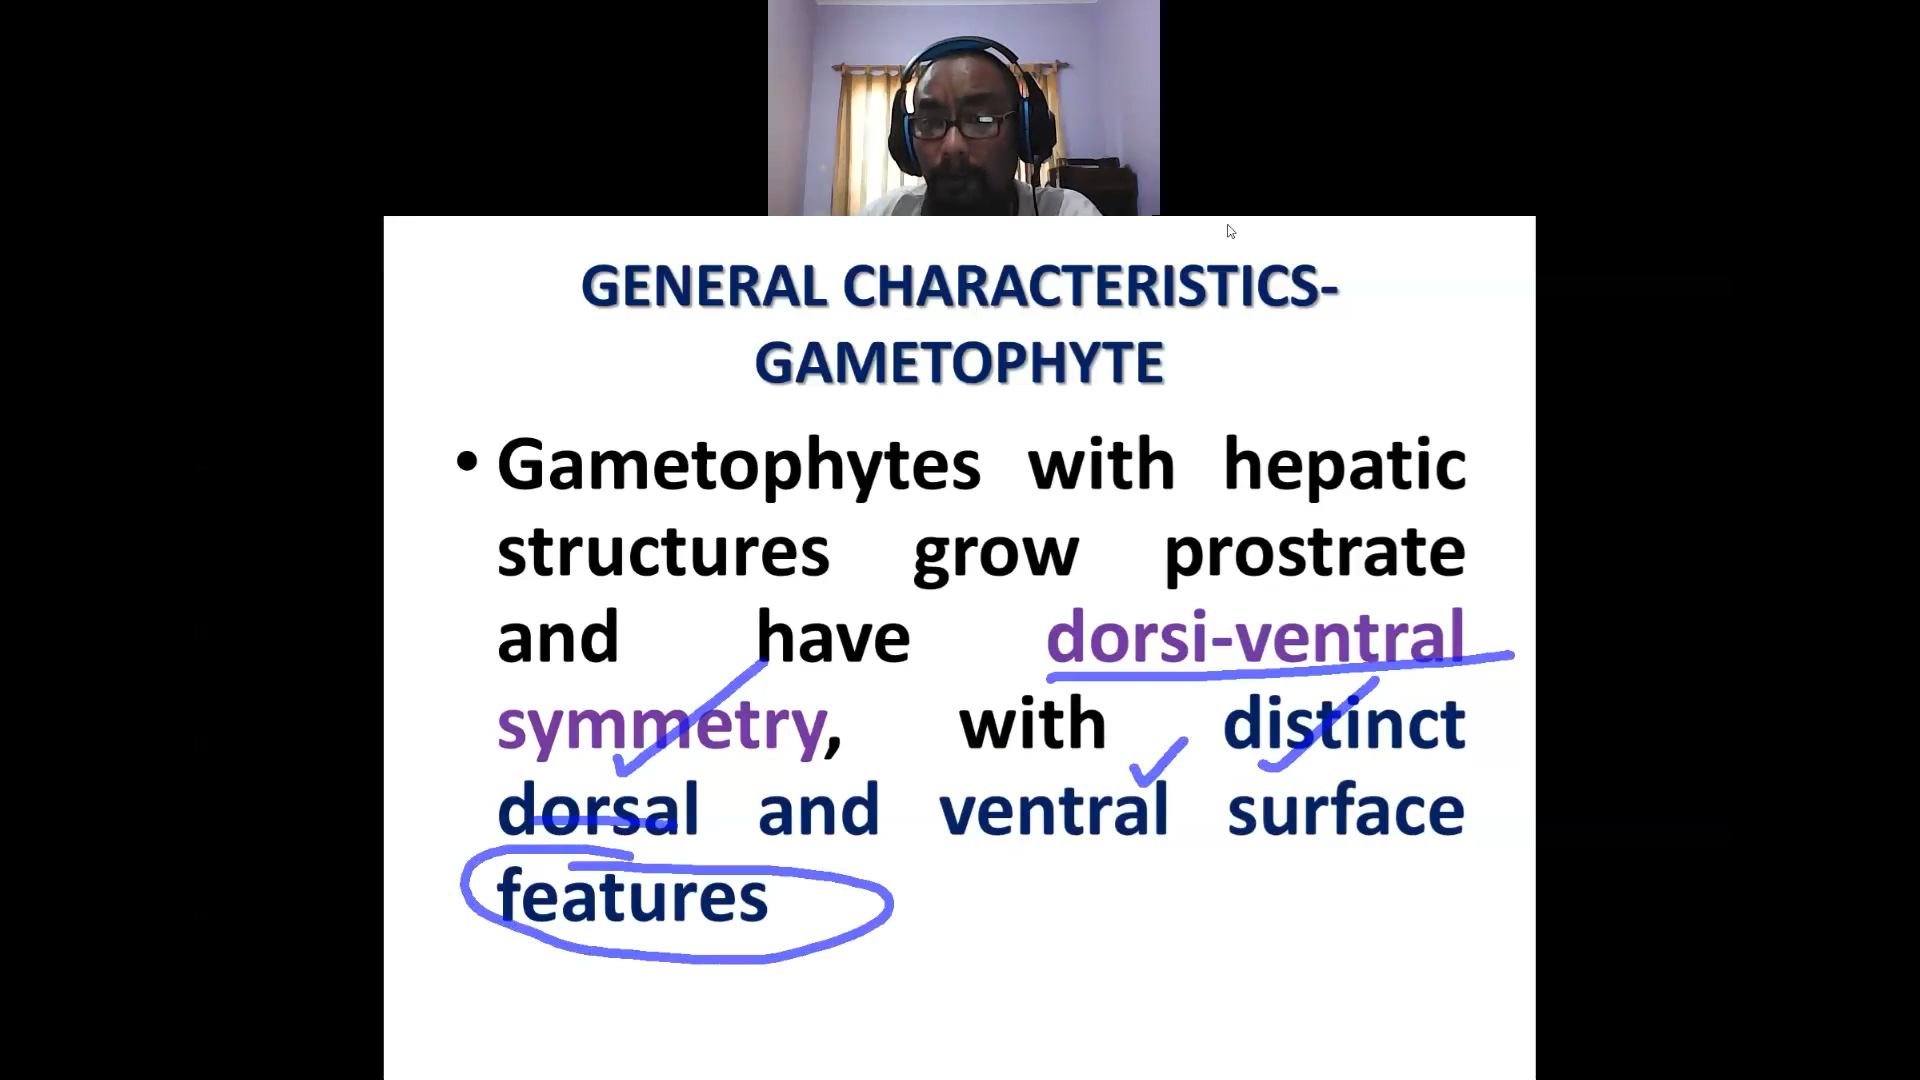 GENERAL CHARACTERISTICS-
GAMETOPHYTE
• Gametophytes with hepatic
structures grow prostrate
and have dorsi-ventral
symmetry, with distinct
dorsal and ventral surface
features